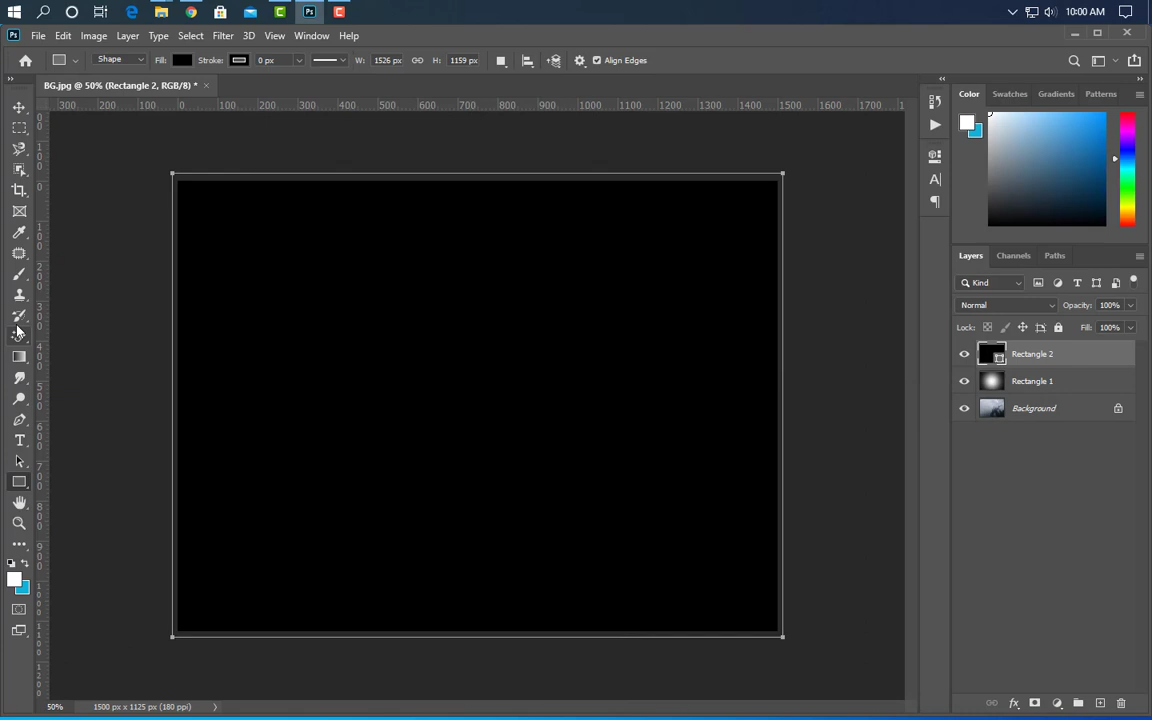 10:00 AM
Ps File Edit Image Layer Type Select Filter 3D View Window Help
Shape Fill: Stroke: 0 px W: 1526 px H: 1159 px Align Edges
BG.jpg @ 50% (Rectangle 2, RGB/8) * ×
300 200 100 0 100 200 300 400 500 600 700 800 900 1000 1100 1200 1300 1400 1500 1600 1700
Color Swatches Gradients Patterns
Layers Channels Paths
Kind
Normal Opacity: 100%
Lock: Fill: 100%
Rectangle 2
Rectangle 1
Background
50% 1500 px x 1125 px (180 ppi)